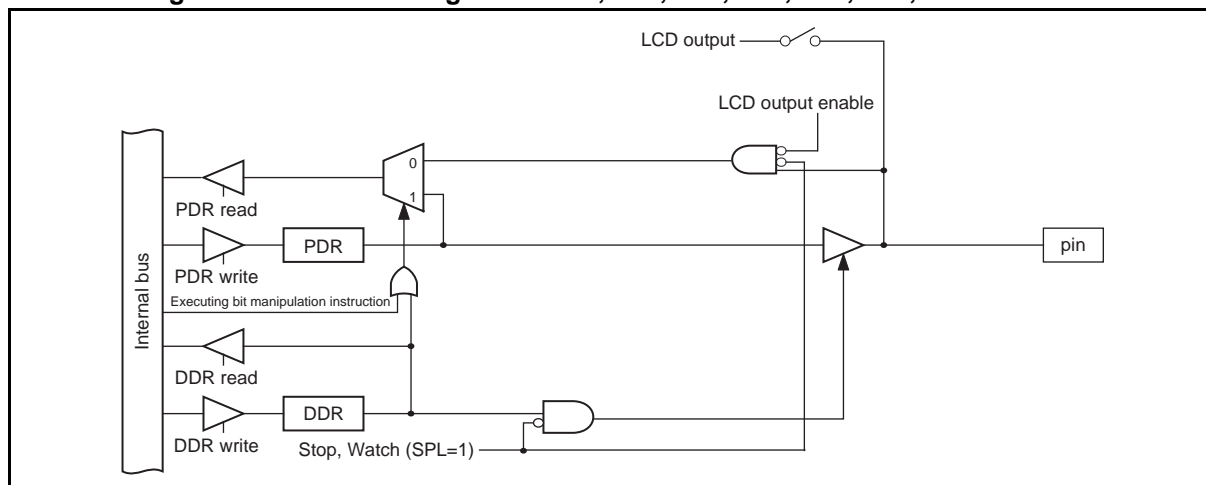 LCD output
LCD output enable
0
1
PDR read
PDR
PDR write
pin
Internal bus
Executing bit manipulation instruction
DDR read
DDR
DDR write
Stop, Watch (SPL=1)